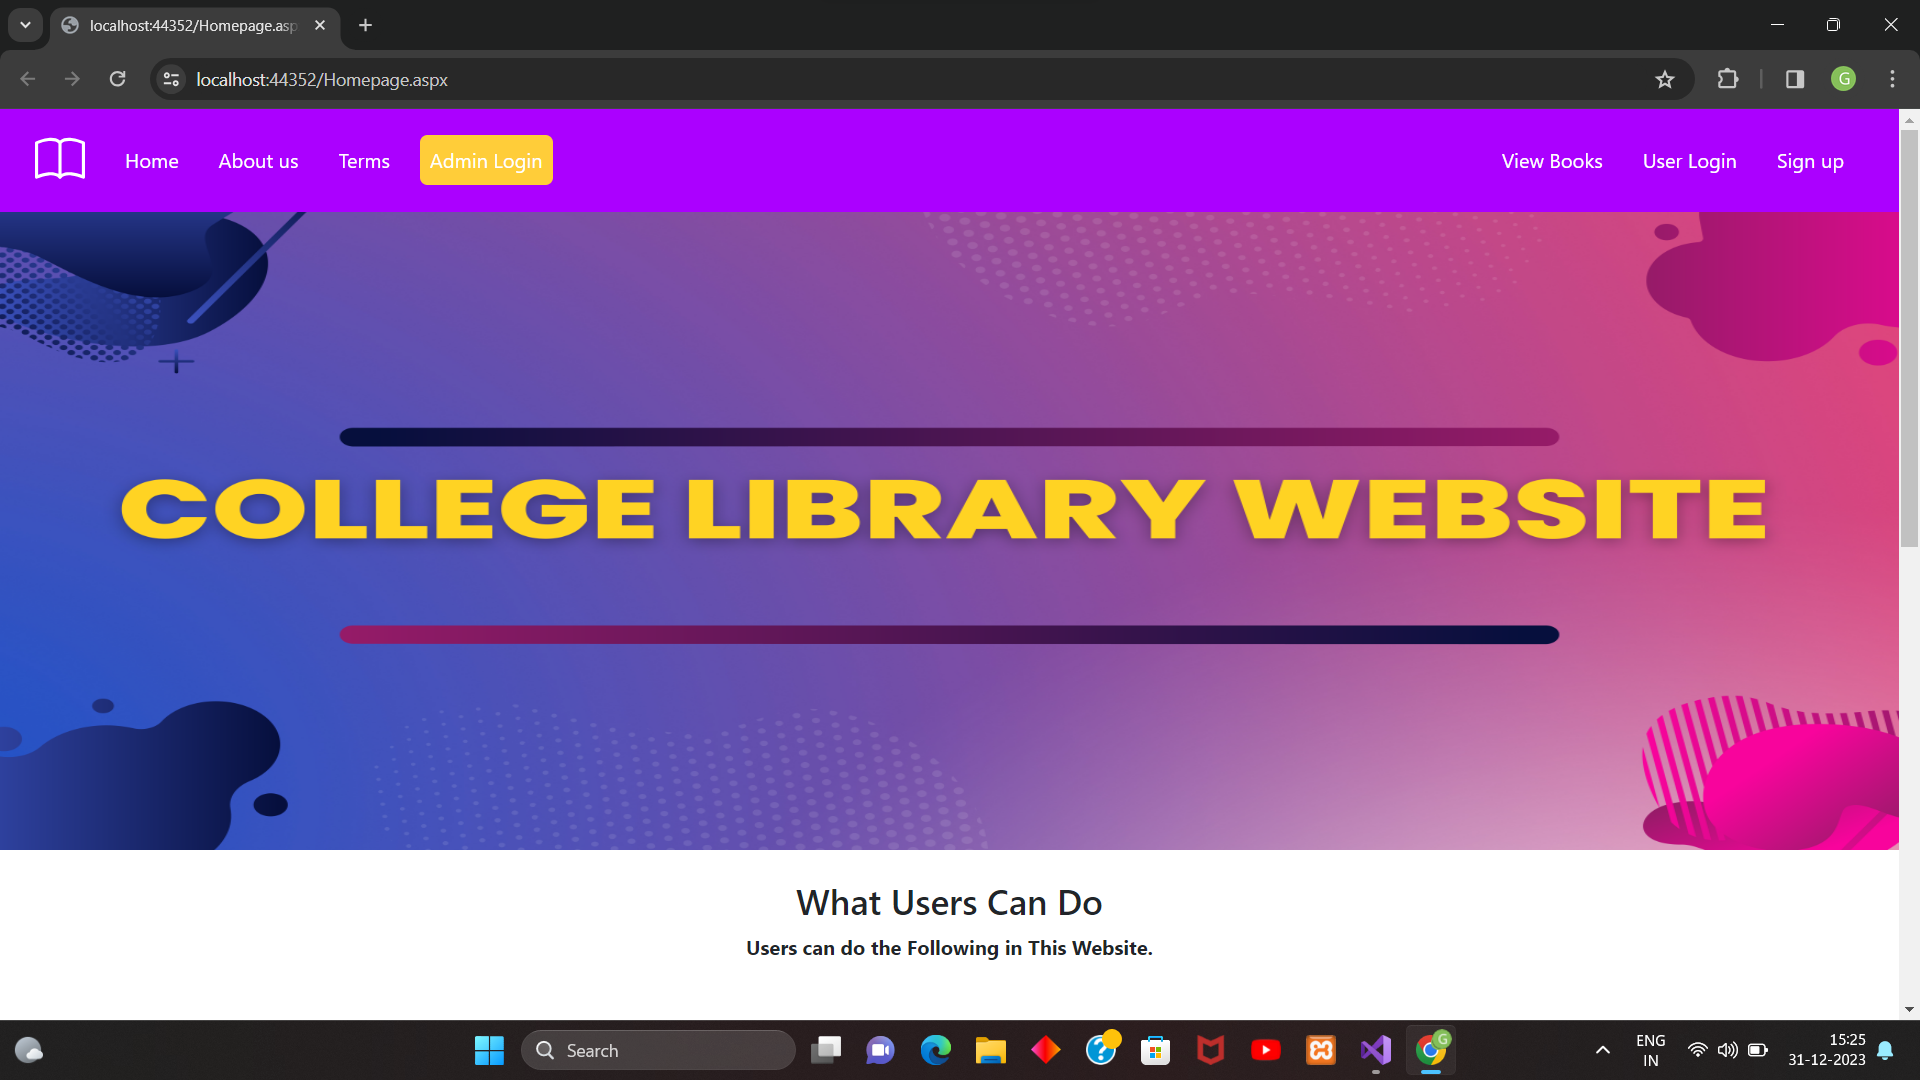 localhost:44352/Homepage.asp
localhost:44352/Homepage.aspx
G
Home About us Terms Admin Login View Books User Login Sign up
COLLEGE LIBRARY WEBSITE
What Users Can Do
Users can do the Following in This Website.
Search
G
ENG
IN
15:25
31-12-2023